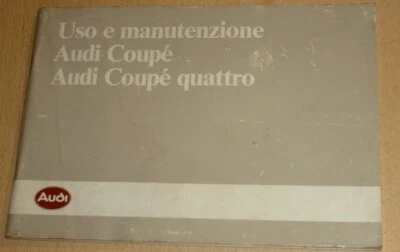 Uso e manutenzione
Audi Coupé
Audi Coupé quattro
Audi